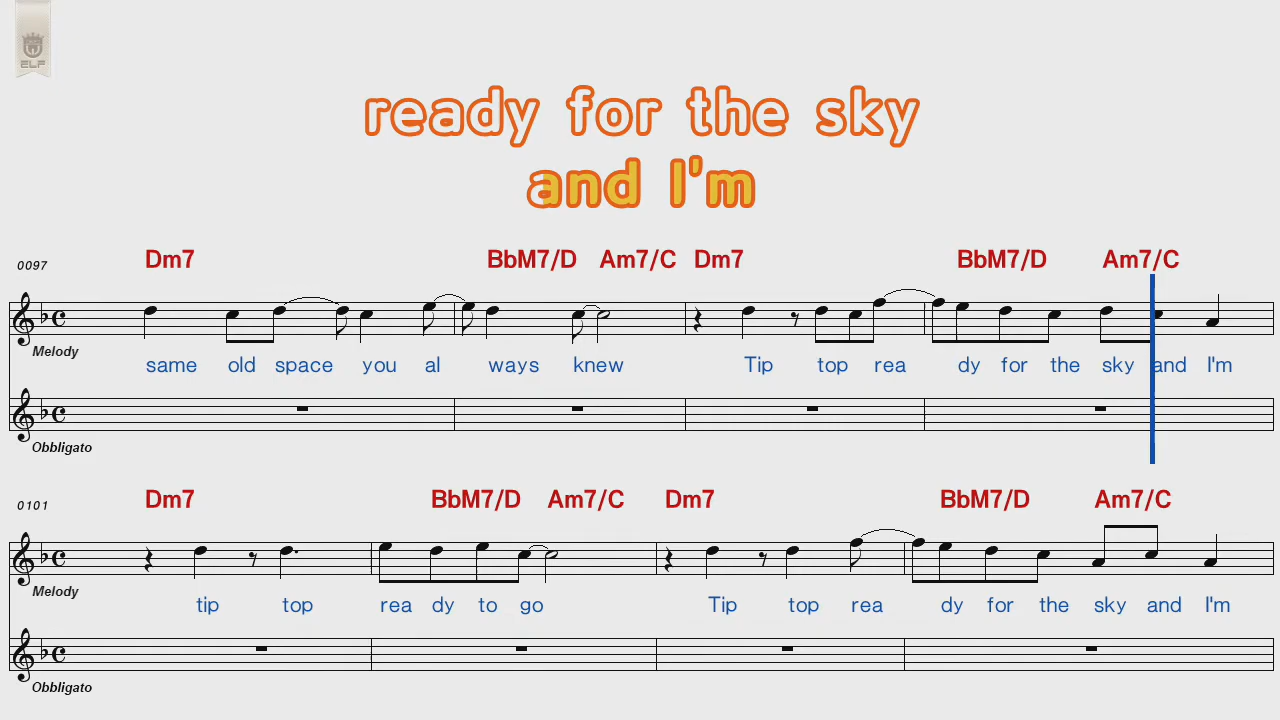 ELF
ready for the sky
and I'm
Dm7 BbM7/D Am7/C Dm7 BbM7/D Am7/C
0097
Melody
same old space you al ways knew Tip top rea dy for the sky and I'm
Obbligato
Dm7 BbM7/D Am7/C Dm7 BbM7/D Am7/C
0101
Melody
tip top rea dy to go Tip top rea dy for the sky and I'm
Obbligato